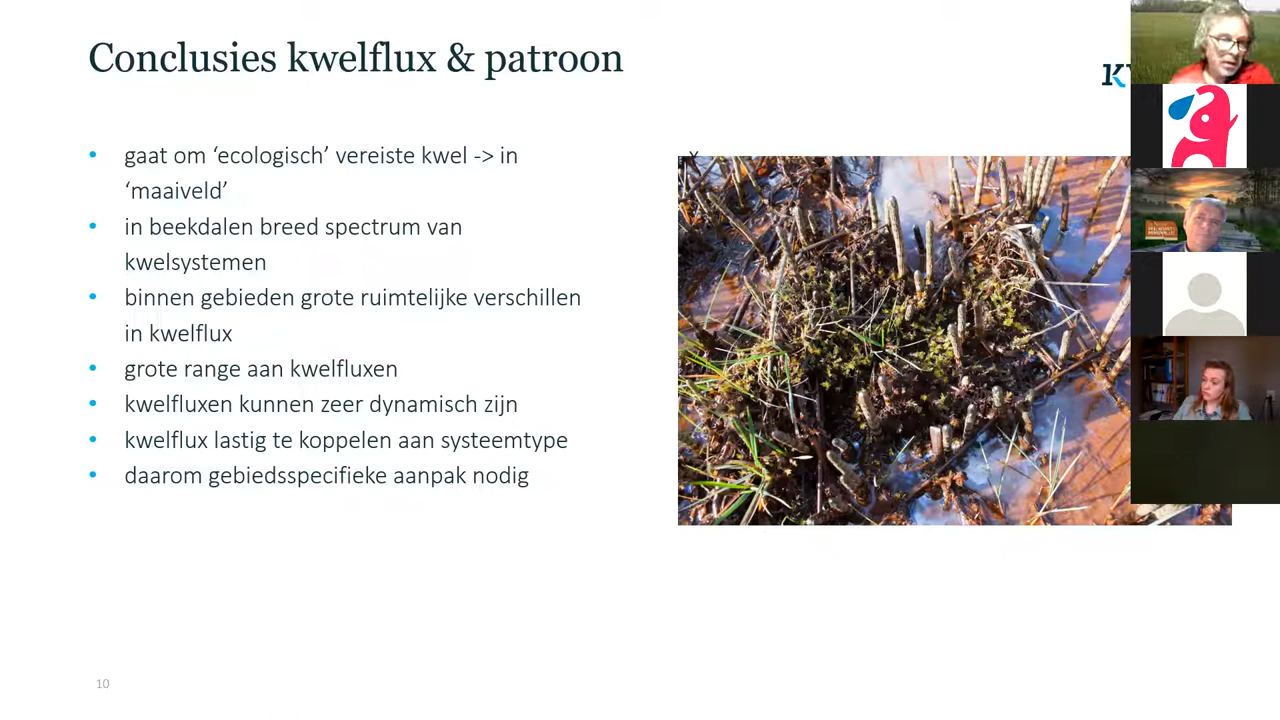 Conclusies kwelflux & patroon
• gaat om ‘ecologisch’ vereiste kwel -> in
‘maaiveld’
• in beekdalen breed spectrum van
kwelsystemen
• binnen gebieden grote ruimtelijke verschillen
in kwelflux
• grote range aan kwelfluxen
• kwelfluxen kunnen zeer dynamisch zijn
• kwelflux lastig te koppelen aan systeemtype
• daarom gebiedsspecifieke aanpak nodig
10